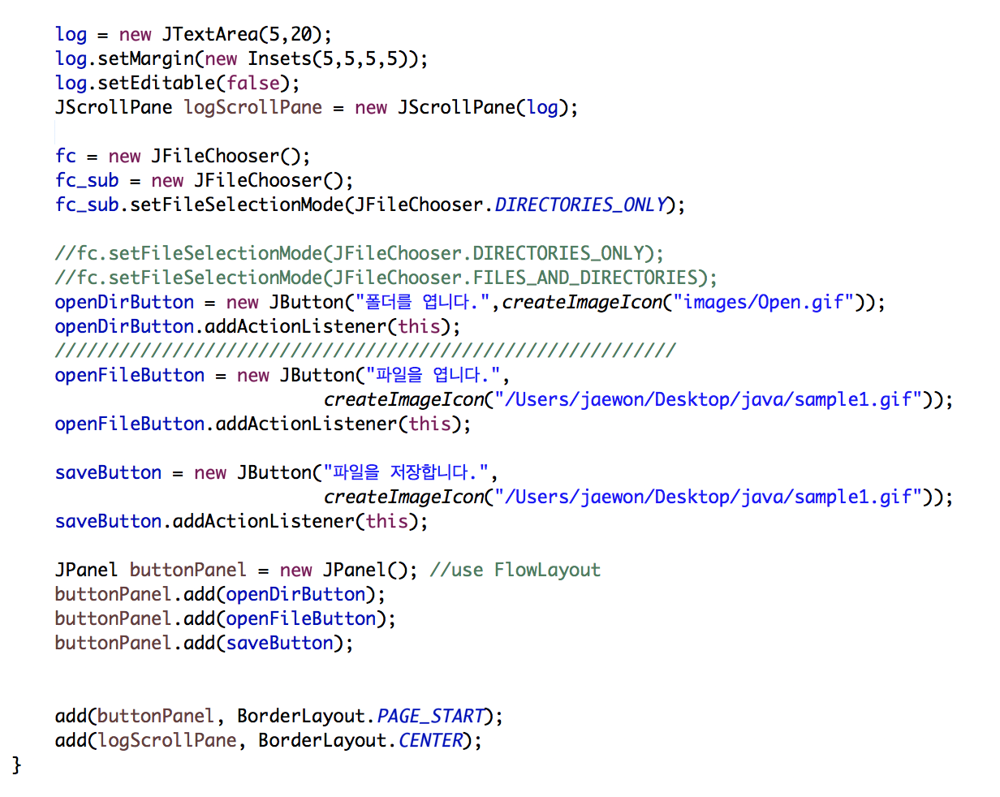 log = new JTextArea(5,20);
log.setMargin(new Insets(5,5,5,5));
log.setEditable(false);
JScrollPane logScrollPane = new JScrollPane(log);
fc = new JFileChooser();
fc_sub = new JFileChooser();
fc_sub.setFileSelectionMode(JFileChooser.DIRECTORIES_ONLY);
//fc.setFileSelectionMode(JFileChooser.DIRECTORIES_ONLY);
//fc.setFileSelectionMode(JFileChooser.FILES_AND_DIRECTORIES);
openDirButton = new JButton("폴더를 엽니다.",createImageIcon("images/Open.gif"));
openDirButton.addActionListener(this);
//////////////////////////////////////////////////////////
openFileButton = new JButton("파일을 엽니다.",
createImageIcon("/Users/jaewon/Desktop/java/sample1.gif"));
openFileButton.addActionListener(this);
saveButton = new JButton("파일을 저장합니다.",
createImageIcon("/Users/jaewon/Desktop/java/sample1.gif"));
saveButton.addActionListener(this);
JPanel buttonPanel = new JPanel(); //use FlowLayout
buttonPanel.add(openDirButton);
buttonPanel.add(openFileButton);
buttonPanel.add(saveButton);
add(buttonPanel, BorderLayout.PAGE_START);
add(logScrollPane, BorderLayout.CENTER);
}